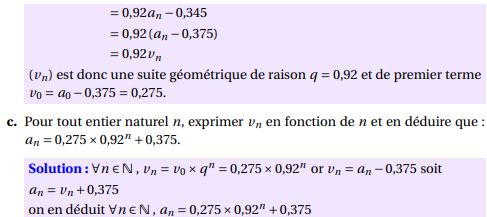 = 0,92aₙ − 0,345
= 0,92(aₙ − 0,375)
= 0,92vₙ
(vₙ) est donc une suite géométrique de raison q = 0,92 et de premier terme
v₀ = a₀ − 0,375 = 0,275.
c. Pour tout entier naturel n, exprimer vₙ en fonction de n et en déduire que :
aₙ = 0,275 × 0,92ⁿ + 0,375.
Solution : ∀n ∈ ℕ , vₙ = v₀ × qⁿ = 0,275 × 0,92ⁿ or vₙ = aₙ − 0,375 soit
aₙ = vₙ + 0,375
on en déduit ∀n ∈ ℕ , aₙ = 0,275 × 0,92ⁿ + 0,375